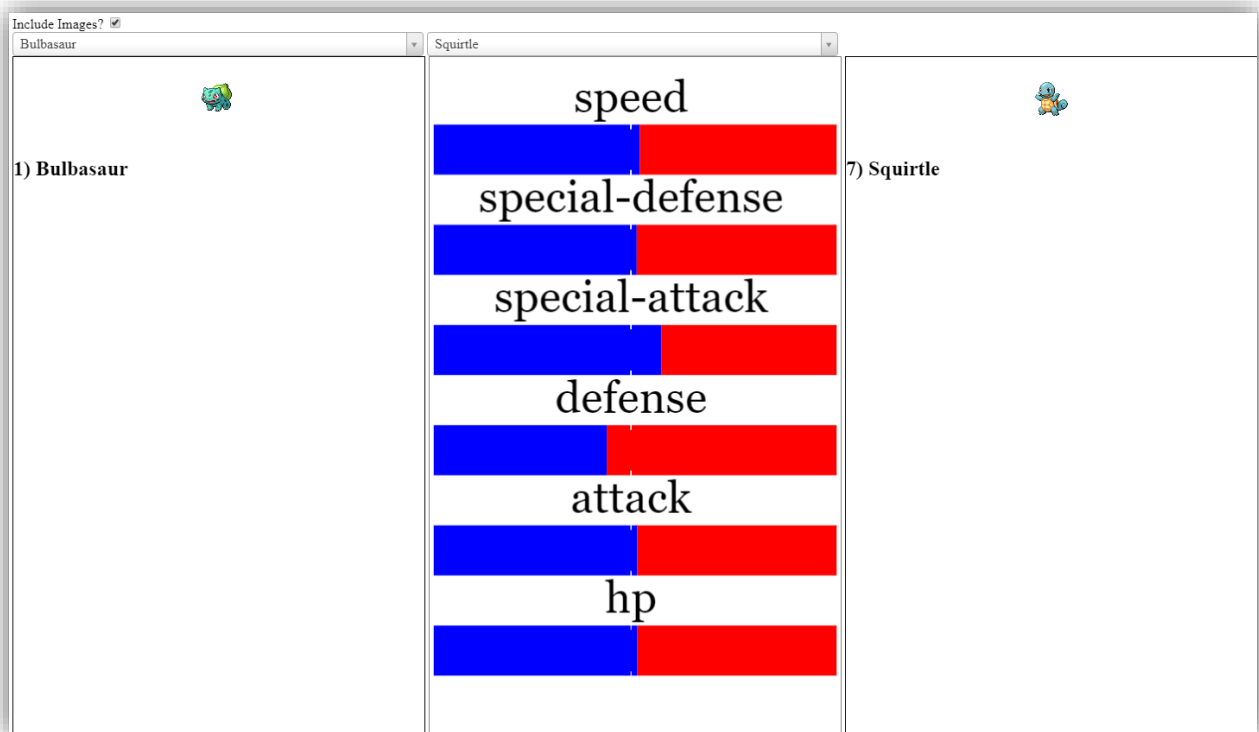 Include Images?
Bulbasaur
Squirtle
1) Bulbasaur
speed
special-defense
special-attack
defense
attack
hp
7) Squirtle